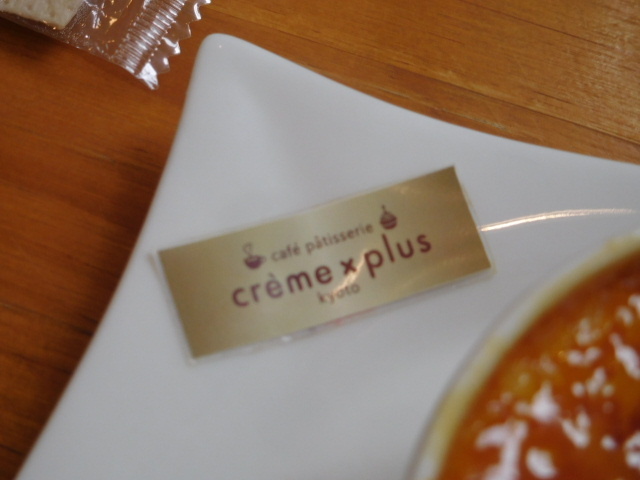 café pâtisserie
crème x plus
kyoto